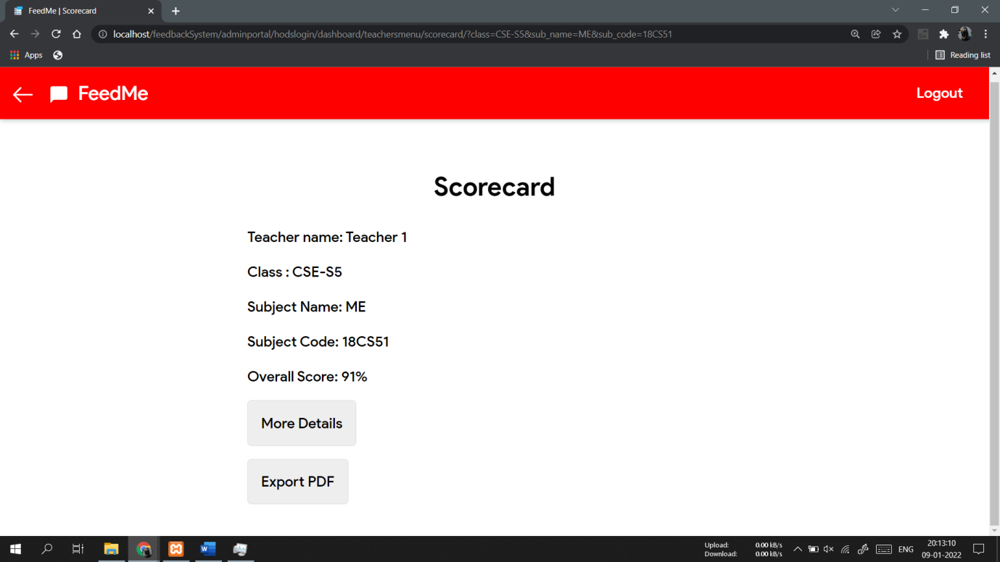 FeedMe | Scorecard
localhost/feedbackSystem/adminportal/hodslogin/dashboard/teachersmenu/scorecard/?class=CSE-S5&sub_name=ME&sub_code=18CS51
Apps
Reading list
FeedMe
Logout
Scorecard
Teacher name: Teacher 1
Class : CSE-S5
Subject Name: ME
Subject Code: 18CS51
Overall Score: 91%
More Details
Export PDF
Upload: 0.00 kB/s
Download: 0.00 kB/s
ENG
20:13:10
09-01-2022